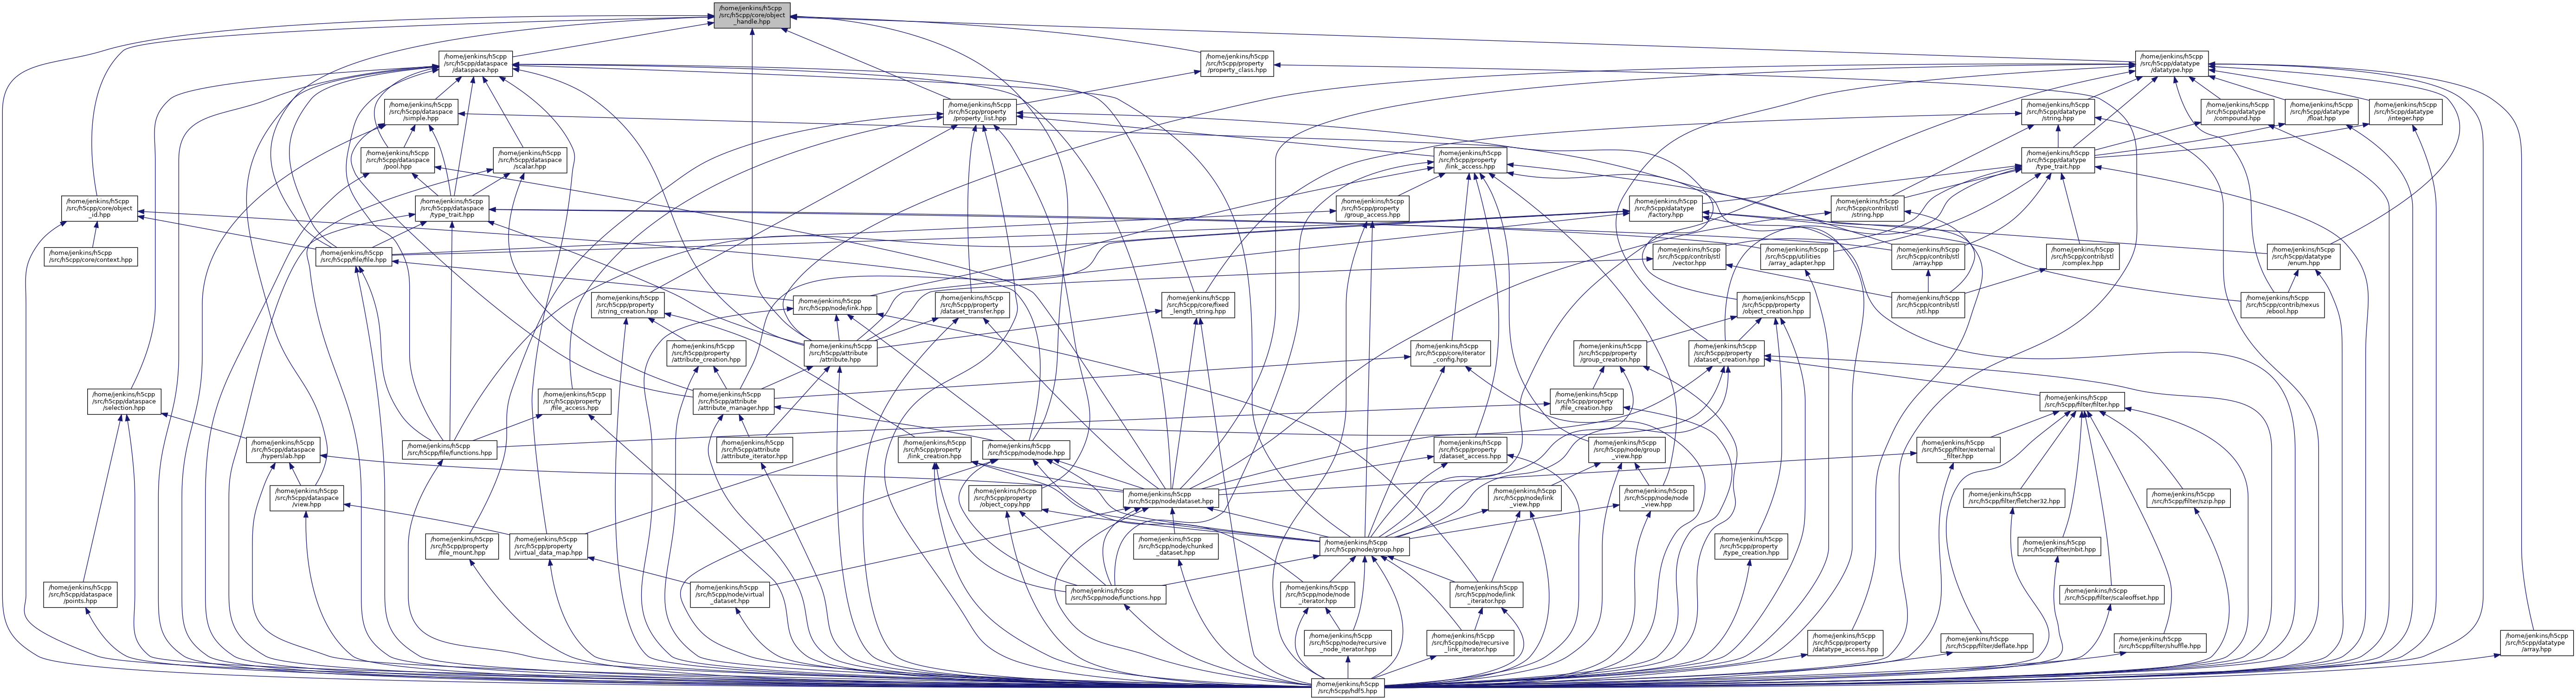 /home/jenkins/h5cpp
/src/h5cpp/core/object
_handle.hpp
/home/jenkins/h5cpp
/src/h5cpp/dataspace
/dataspace.hpp
/home/jenkins/h5cpp
/src/h5cpp/property
/property_class.hpp
/home/jenkins/h5cpp
/src/h5cpp/datatype
/datatype.hpp
/home/jenkins/h5cpp
/src/h5cpp/dataspace
/simple.hpp
/home/jenkins/h5cpp
/src/h5cpp/property
/property_list.hpp
/home/jenkins/h5cpp
/src/h5cpp/datatype
/string.hpp
/home/jenkins/h5cpp
/src/h5cpp/datatype
/compound.hpp
/home/jenkins/h5cpp
/src/h5cpp/datatype
/float.hpp
/home/jenkins/h5cpp
/src/h5cpp/datatype
/integer.hpp
/home/jenkins/h5cpp
/src/h5cpp/dataspace
/pool.hpp
/home/jenkins/h5cpp
/src/h5cpp/dataspace
/scalar.hpp
/home/jenkins/h5cpp
/src/h5cpp/property
/link_access.hpp
/home/jenkins/h5cpp
/src/h5cpp/datatype
/type_trait.hpp
/home/jenkins/h5cpp
/src/h5cpp/core/object
_id.hpp
/home/jenkins/h5cpp
/src/h5cpp/dataspace
/type_trait.hpp
/home/jenkins/h5cpp
/src/h5cpp/property
/group_access.hpp
/home/jenkins/h5cpp
/src/h5cpp/datatype
/factory.hpp
/home/jenkins/h5cpp
/src/h5cpp/contrib/stl
/string.hpp
/home/jenkins/h5cpp
/src/h5cpp/core/context.hpp
/home/jenkins/h5cpp
/src/h5cpp/file/file.hpp
/home/jenkins/h5cpp
/src/h5cpp/contrib/stl
/vector.hpp
/home/jenkins/h5cpp
/src/h5cpp/utilities
/array_adapter.hpp
/home/jenkins/h5cpp
/src/h5cpp/contrib/stl
/array.hpp
/home/jenkins/h5cpp
/src/h5cpp/contrib/stl
/complex.hpp
/home/jenkins/h5cpp
/src/h5cpp/datatype
/enum.hpp
/home/jenkins/h5cpp
/src/h5cpp/property
/string_creation.hpp
/home/jenkins/h5cpp
/src/h5cpp/node/link.hpp
/home/jenkins/h5cpp
/src/h5cpp/property
/dataset_transfer.hpp
/home/jenkins/h5cpp
/src/h5cpp/core/fixed
_length_string.hpp
/home/jenkins/h5cpp
/src/h5cpp/property
/object_creation.hpp
/home/jenkins/h5cpp
/src/h5cpp/contrib/stl
/stl.hpp
/home/jenkins/h5cpp
/src/h5cpp/contrib/nexus
/ebool.hpp
/home/jenkins/h5cpp
/src/h5cpp/property
/attribute_creation.hpp
/home/jenkins/h5cpp
/src/h5cpp/attribute
/attribute.hpp
/home/jenkins/h5cpp
/src/h5cpp/core/iterator
_config.hpp
/home/jenkins/h5cpp
/src/h5cpp/property
/group_creation.hpp
/home/jenkins/h5cpp
/src/h5cpp/property
/dataset_creation.hpp
/home/jenkins/h5cpp
/src/h5cpp/dataspace
/selection.hpp
/home/jenkins/h5cpp
/src/h5cpp/property
/file_access.hpp
/home/jenkins/h5cpp
/src/h5cpp/attribute
/attribute_manager.hpp
/home/jenkins/h5cpp
/src/h5cpp/property
/file_creation.hpp
/home/jenkins/h5cpp
/src/h5cpp/filter/filter.hpp
/home/jenkins/h5cpp
/src/h5cpp/dataspace
/hyperslab.hpp
/home/jenkins/h5cpp
/src/h5cpp/file/functions.hpp
/home/jenkins/h5cpp
/src/h5cpp/attribute
/attribute_iterator.hpp
/home/jenkins/h5cpp
/src/h5cpp/property
/link_creation.hpp
/home/jenkins/h5cpp
/src/h5cpp/node/node.hpp
/home/jenkins/h5cpp
/src/h5cpp/property
/dataset_access.hpp
/home/jenkins/h5cpp
/src/h5cpp/node/group
_view.hpp
/home/jenkins/h5cpp
/src/h5cpp/filter/external
_filter.hpp
/home/jenkins/h5cpp
/src/h5cpp/dataspace
/view.hpp
/home/jenkins/h5cpp
/src/h5cpp/property
/object_copy.hpp
/home/jenkins/h5cpp
/src/h5cpp/node/dataset.hpp
/home/jenkins/h5cpp
/src/h5cpp/node/link
_view.hpp
/home/jenkins/h5cpp
/src/h5cpp/node/node
_view.hpp
/home/jenkins/h5cpp
/src/h5cpp/filter/fletcher32.hpp
/home/jenkins/h5cpp
/src/h5cpp/filter/szip.hpp
/home/jenkins/h5cpp
/src/h5cpp/property
/file_mount.hpp
/home/jenkins/h5cpp
/src/h5cpp/property
/virtual_data_map.hpp
/home/jenkins/h5cpp
/src/h5cpp/node/chunked
_dataset.hpp
/home/jenkins/h5cpp
/src/h5cpp/node/group.hpp
/home/jenkins/h5cpp
/src/h5cpp/property
/type_creation.hpp
/home/jenkins/h5cpp
/src/h5cpp/filter/nbit.hpp
/home/jenkins/h5cpp
/src/h5cpp/dataspace
/points.hpp
/home/jenkins/h5cpp
/src/h5cpp/node/virtual
_dataset.hpp
/home/jenkins/h5cpp
/src/h5cpp/node/functions.hpp
/home/jenkins/h5cpp
/src/h5cpp/node/node
_iterator.hpp
/home/jenkins/h5cpp
/src/h5cpp/node/link
_iterator.hpp
/home/jenkins/h5cpp
/src/h5cpp/filter/scaleoffset.hpp
/home/jenkins/h5cpp
/src/h5cpp/node/recursive
_node_iterator.hpp
/home/jenkins/h5cpp
/src/h5cpp/node/recursive
_link_iterator.hpp
/home/jenkins/h5cpp
/src/h5cpp/property
/datatype_access.hpp
/home/jenkins/h5cpp
/src/h5cpp/filter/deflate.hpp
/home/jenkins/h5cpp
/src/h5cpp/filter/shuffle.hpp
/home/jenkins/h5cpp
/src/h5cpp/datatype
/array.hpp
/home/jenkins/h5cpp
/src/h5cpp/hdf5.hpp